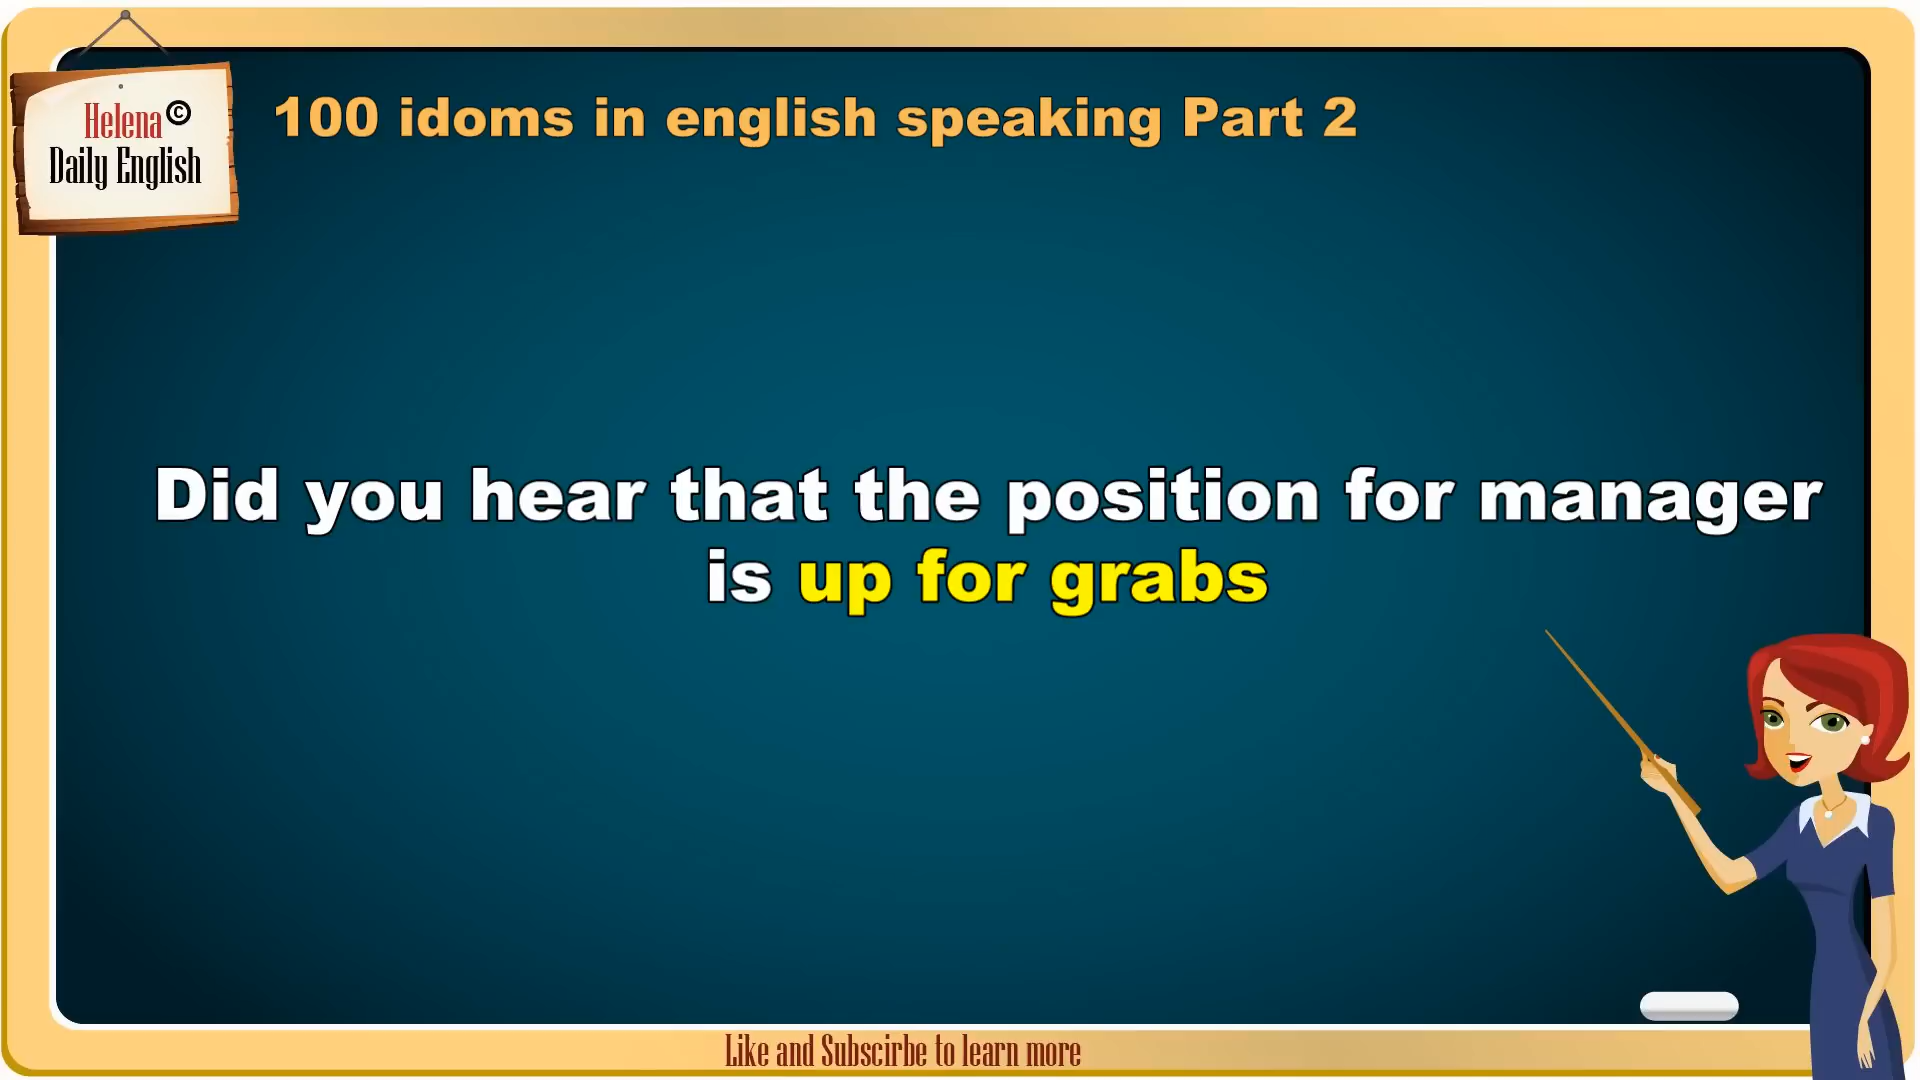 Helena ©
Daily English
100 idoms in english speaking Part 2
Did you hear that the position for manager
is up for grabs
Like and Subscirbe to learn more